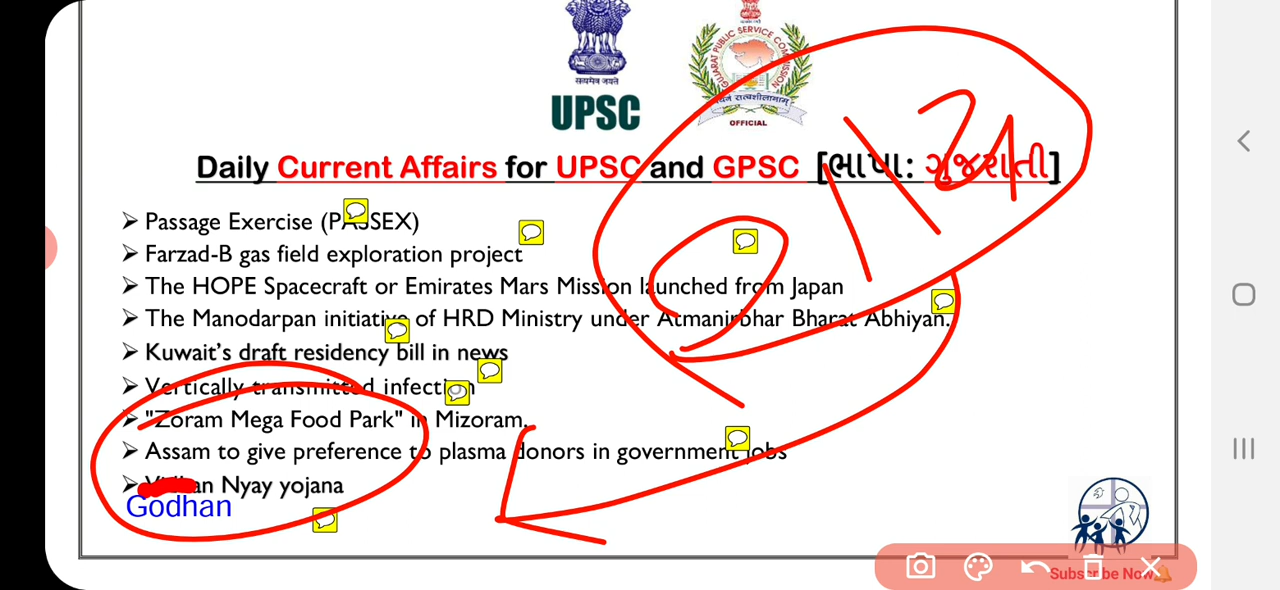 सत्यमेव जयते
GUJARAT PUBLIC SERVICE COMMISSION
UPSC
OFFICIAL
Daily Current Affairs for UPSC and GPSC [ભાષા: ગુજરાતી]
➢ Passage Exercise (PASSEX)
➢ Farzad-B gas field exploration project
➢ The HOPE Spacecraft or Emirates Mars Mission launched from Japan
➢ The Manodarpan initiative of HRD Ministry under Atmanirbhar Bharat Abhiyan.
➢ Kuwait's draft residency bill in news
➢ Vertically transmitted infection
➢ "Zoram Mega Food Park" in Mizoram.
➢ Assam to give preference to plasma donors in government jobs
➢ an Nyay yojana
Godhan
Subscribe Now